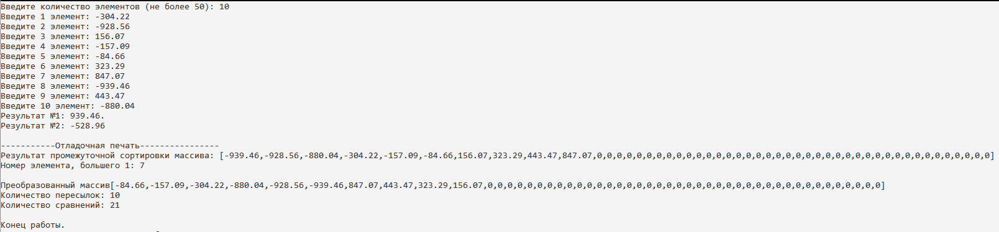 Введите количество элементов (не более 50): 10
Введите 1 элемент: -304.22
Введите 2 элемент: -928.56
Введите 3 элемент: 156.07
Введите 4 элемент: -157.09
Введите 5 элемент: -84.66
Введите 6 элемент: 323.29
Введите 7 элемент: 847.07
Введите 8 элемент: -939.46
Введите 9 элемент: 443.47
Введите 10 элемент: -880.04
Результат №1: 939.46.
Результат №2: -528.96
-----------Отладочная печать----------------
Результат промежуточной сортировки массива: [-939.46,-928.56,-880.04,-304.22,-157.09,-84.66,156.07,323.29,443.47,847.07,0,0,0,0,0,0,0,0,0,0,0,0,0,0,0,0,0,0,0,0,0,0,0,0,0,0,0,0,0,0,0,0,0,0,0,0,0,0,0,0]
Номер элемента, большего 1: 7
Преобразованный массив[-84.66,-157.09,-304.22,-880.04,-928.56,-939.46,847.07,443.47,323.29,156.07,0,0,0,0,0,0,0,0,0,0,0,0,0,0,0,0,0,0,0,0,0,0,0,0,0,0,0,0,0,0,0,0,0,0,0,0,0,0,0,0]
Количество пересылок: 10
Количество сравнений: 21
Конец работы.